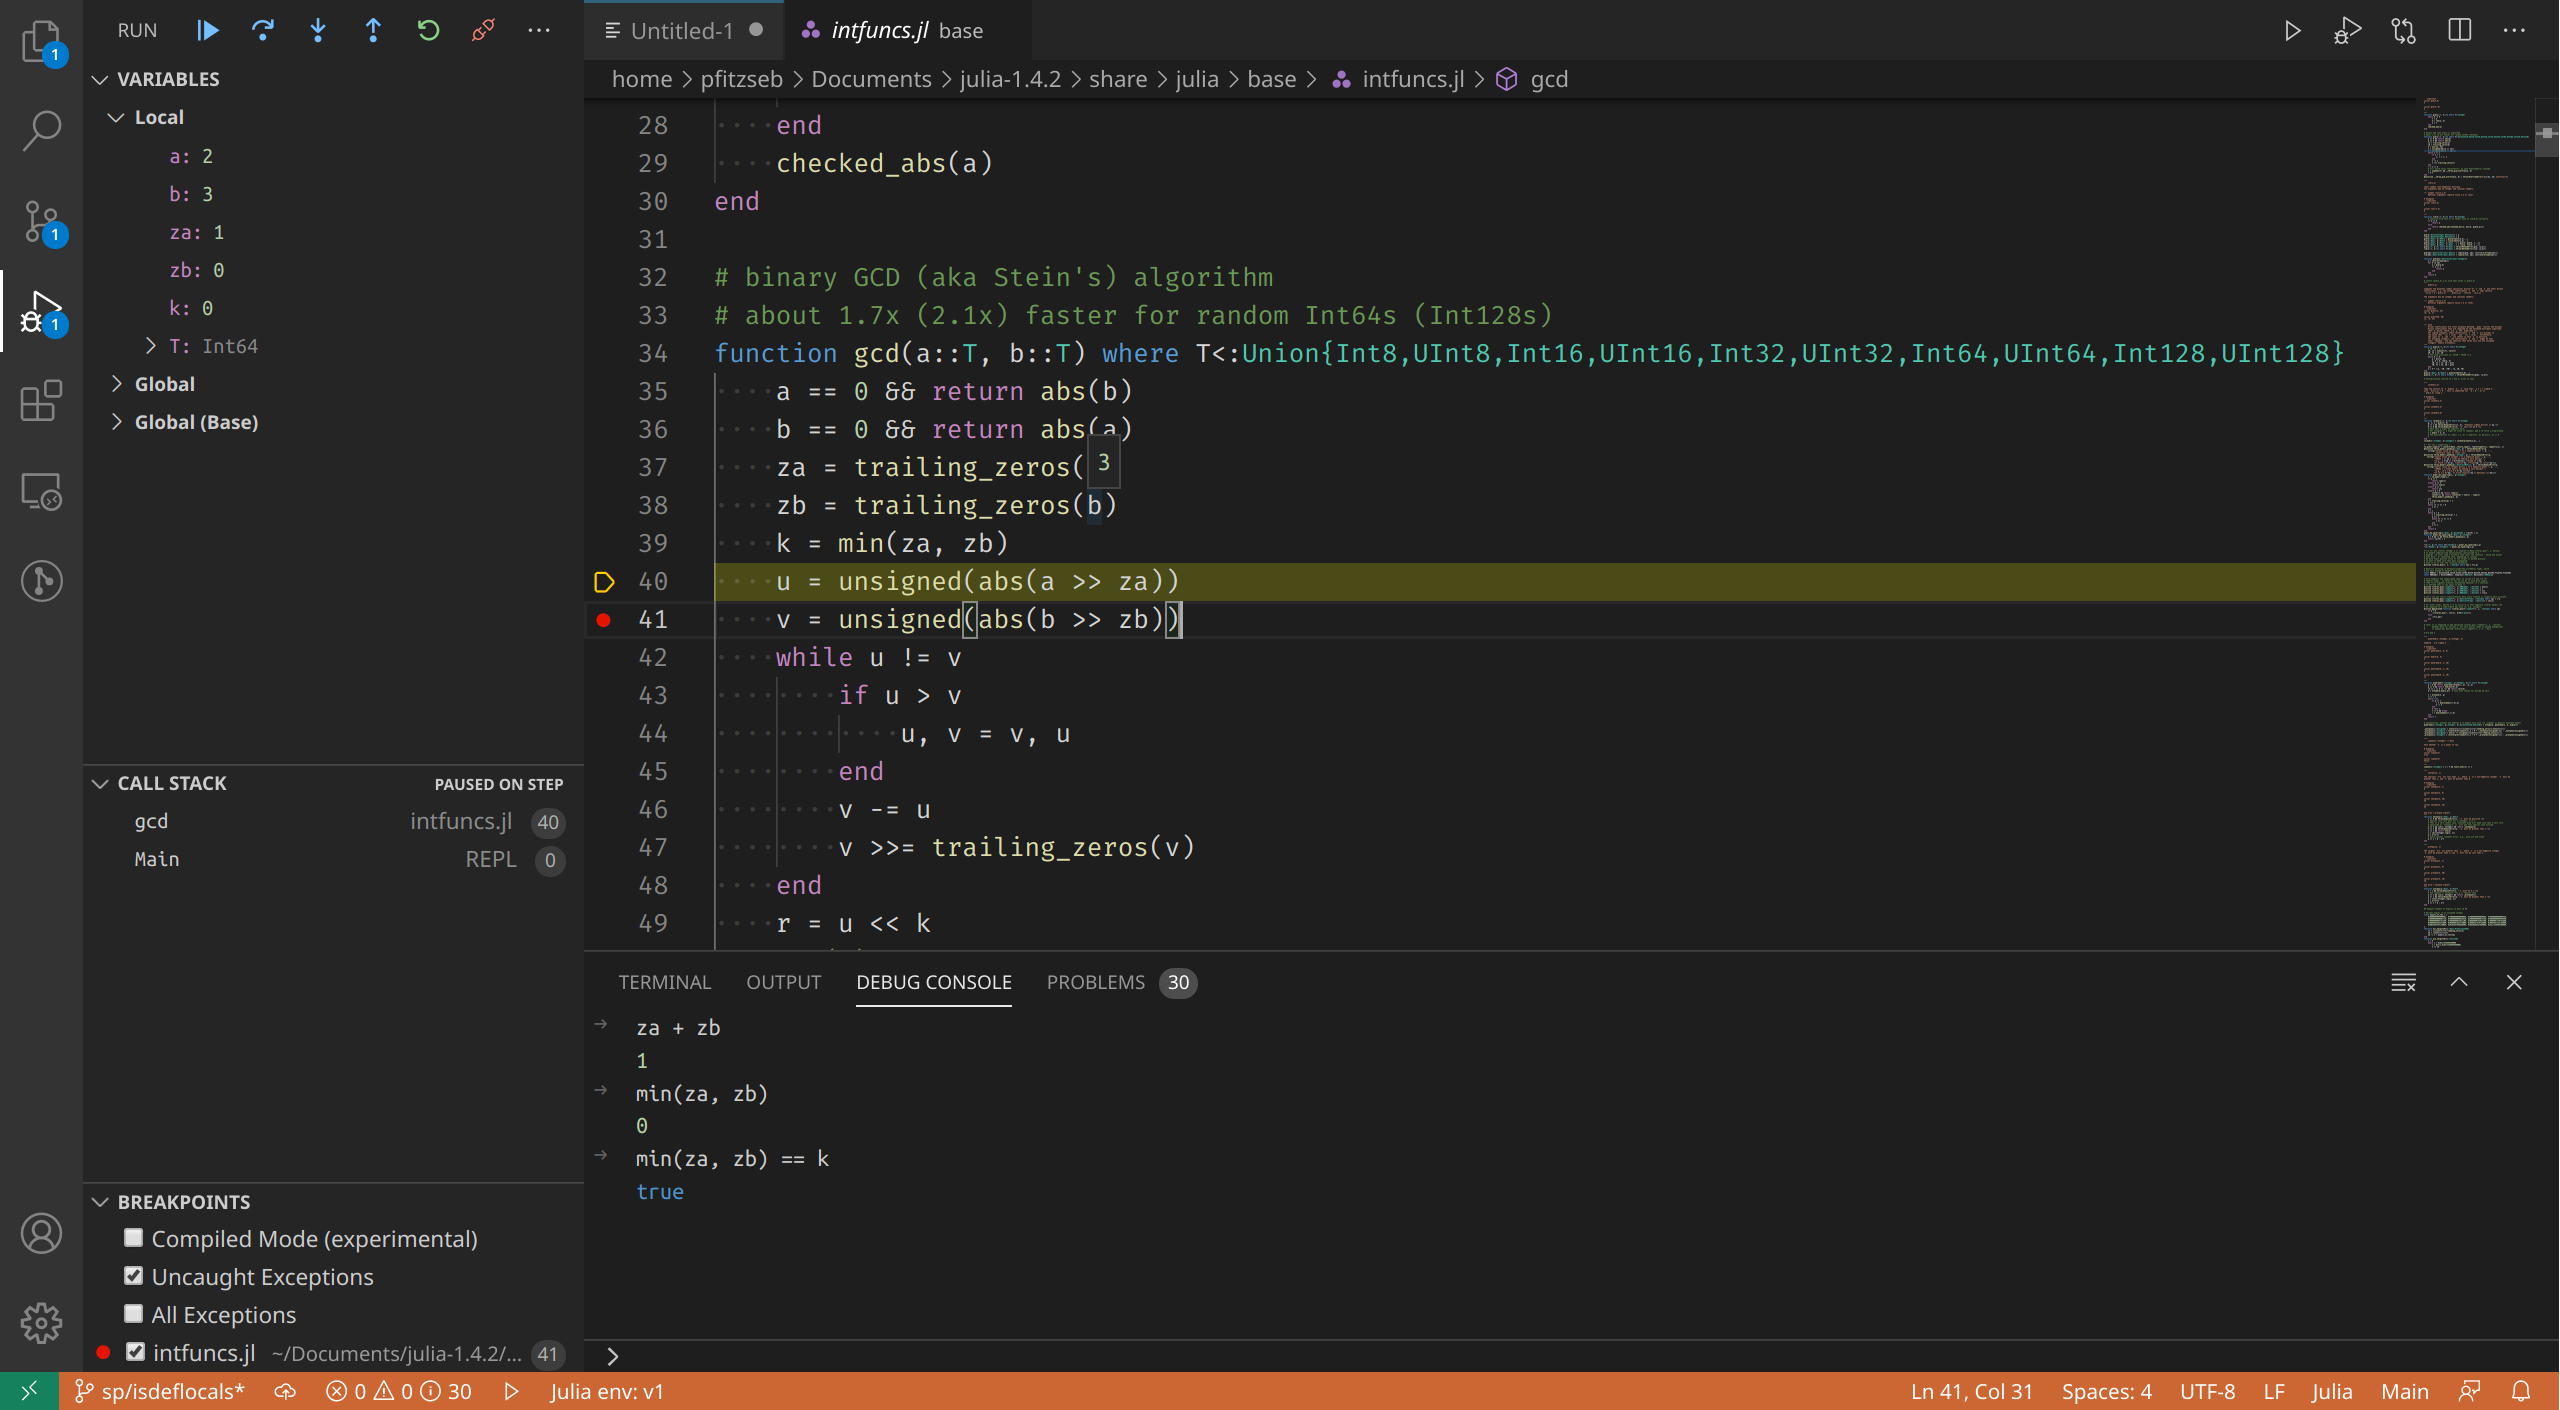 RUN
1
1
1
VARIABLES
Local
a: 2
b: 3
za: 1
zb: 0
k: 0
T: Int64
Global
Global (Base)
CALL STACK
PAUSED ON STEP
gcd intfuncs.jl 40
Main REPL 0
BREAKPOINTS
Compiled Mode (experimental)
Uncaught Exceptions
All Exceptions
intfuncs.jl ~/Documents/julia-1.4.2/... 41
Untitled-1
intfuncs.jl base
home > pfitzseb > Documents > julia-1.4.2 > share > julia > base > intfuncs.jl > gcd
28 end
29 checked_abs(a)
30 end
31
32 # binary GCD (aka Stein's) algorithm
33 # about 1.7x (2.1x) faster for random Int64s (Int128s)
34 function gcd(a::T, b::T) where T<:Union{Int8,UInt8,Int16,UInt16,Int32,UInt32,Int64,UInt64,Int128,UInt128}
35 a == 0 && return abs(b)
36 b == 0 && return abs(a)
37 za = trailing_zeros(
3
38 zb = trailing_zeros(b)
39 k = min(za, zb)
40 u = unsigned(abs(a >> za))
41 v = unsigned(abs(b >> zb))
42 while u != v
43 if u > v
44 u, v = v, u
45 end
46 v -= u
47 v >>= trailing_zeros(v)
48 end
49 r = u << k
TERMINAL OUTPUT DEBUG CONSOLE PROBLEMS 30
za + zb
1
min(za, zb)
0
min(za, zb) == k
true
sp/isdeflocals* 0 0 30 Julia env: v1
Ln 41, Col 31 Spaces: 4 UTF-8 LF Julia Main